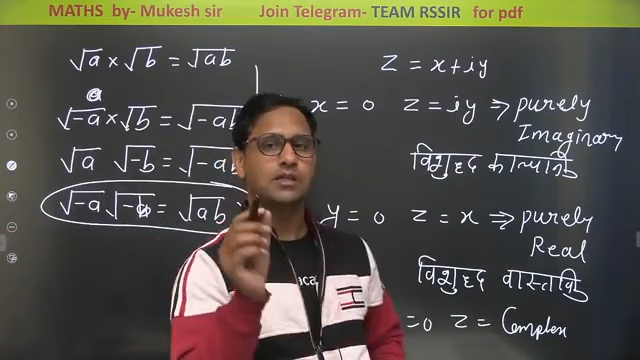 MATHS by- Mukesh sir Join Telegram- TEAM RSSIR for pdf
√a × √b = √ab
√-a × √b = √-ab
√a √-b = √-ab
√-a √-b = √ab
z = x + iy
x = 0 z = iy ⇒ purely
Imaginary
विशुद्ध काल्पनिक
y = 0 z = x ⇒ purely
Real
विशुद्ध वास्तविक
=0 z = Complex